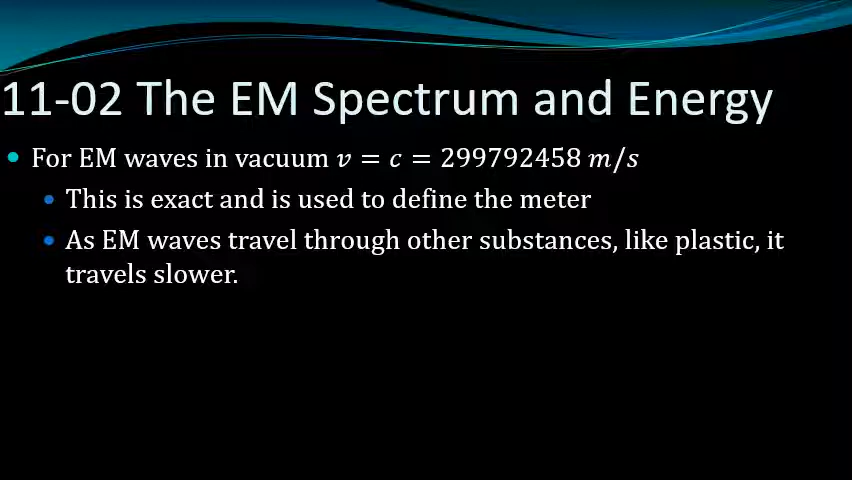 11-02 The EM Spectrum and Energy
• For EM waves in vacuum 𝑣 = 𝑐 = 299792458 𝑚/𝑠
• This is exact and is used to define the meter
• As EM waves travel through other substances, like plastic, it
travels slower.